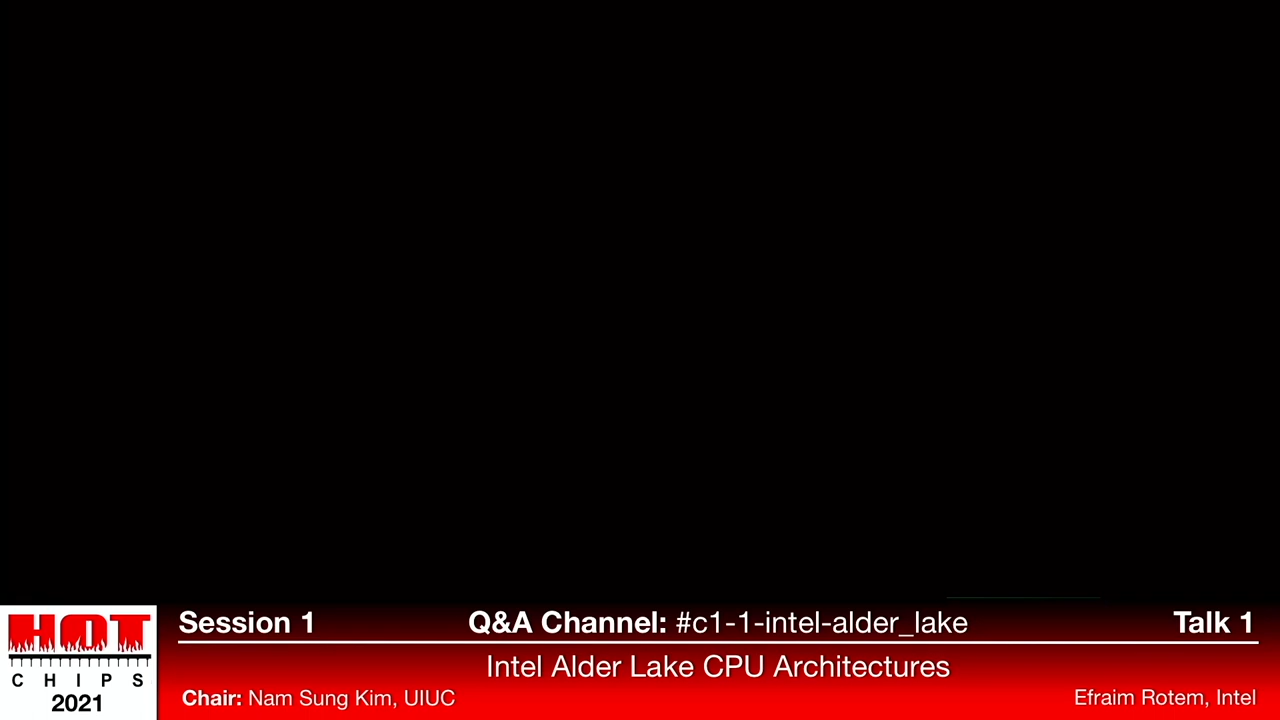 HOT
CHIPS
2021
Session 1
Q&A Channel: #c1-1-intel-alder_lake
Talk 1
Intel Alder Lake CPU Architectures
Chair: Nam Sung Kim, UIUC
Efraim Rotem, Intel